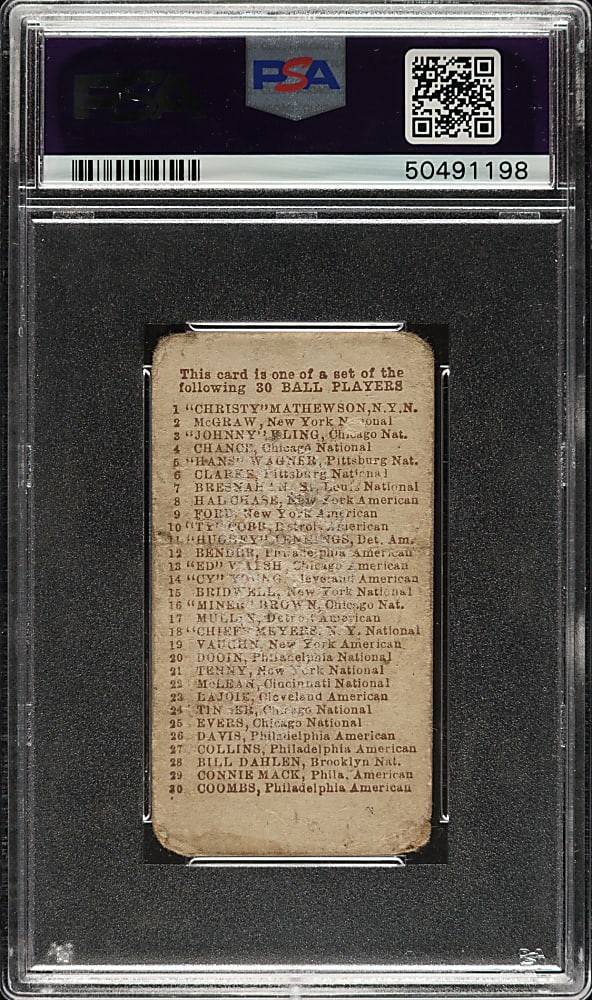 PSA
PSA
50491198
This card is one of a set of the
following 30 BALL PLAYERS
1 "CHRISTY" MATHEWSON, N.Y.N.
2 McGRAW, New York National
3 "JOHNNY" KLING, Chicago Nat.
4 CHANCE, Chicago National
5 "HANS" WAGNER, Pittsburg Nat.
6 CLARKE, Pittsburg National
7 BRESNAHAN, St. Louis National
8 HAL CHASE, New York American
9 FORD, New York American
10 "TY" COBB, Detroit American
11 "HUGHEY" JENNINGS, Det. Am.
12 BENDER, Philadelphia American
13 "ED" WALSH, Chicago American
14 "CY" YOUNG, Cleveland American
15 BRIDWELL, New York National
16 "MINER" BROWN, Chicago Nat.
17 MULLIN, Detroit American
18 "CHIEF" MEYERS, N. Y. National
19 VAUGHN, New York American
20 DOOIN, Philadelphia National
21 TENNY, New York National
22 McLEAN, Cincinnati National
23 LAJOIE, Cleveland American
24 TINKER, Chicago National
25 EVERS, Chicago National
26 DAVIS, Philadelphia American
27 COLLINS, Philadelphia American
28 BILL DAHLEN, Brooklyn Nat.
29 CONNIE MACK, Phila. American
30 COOMBS, Philadelphia American